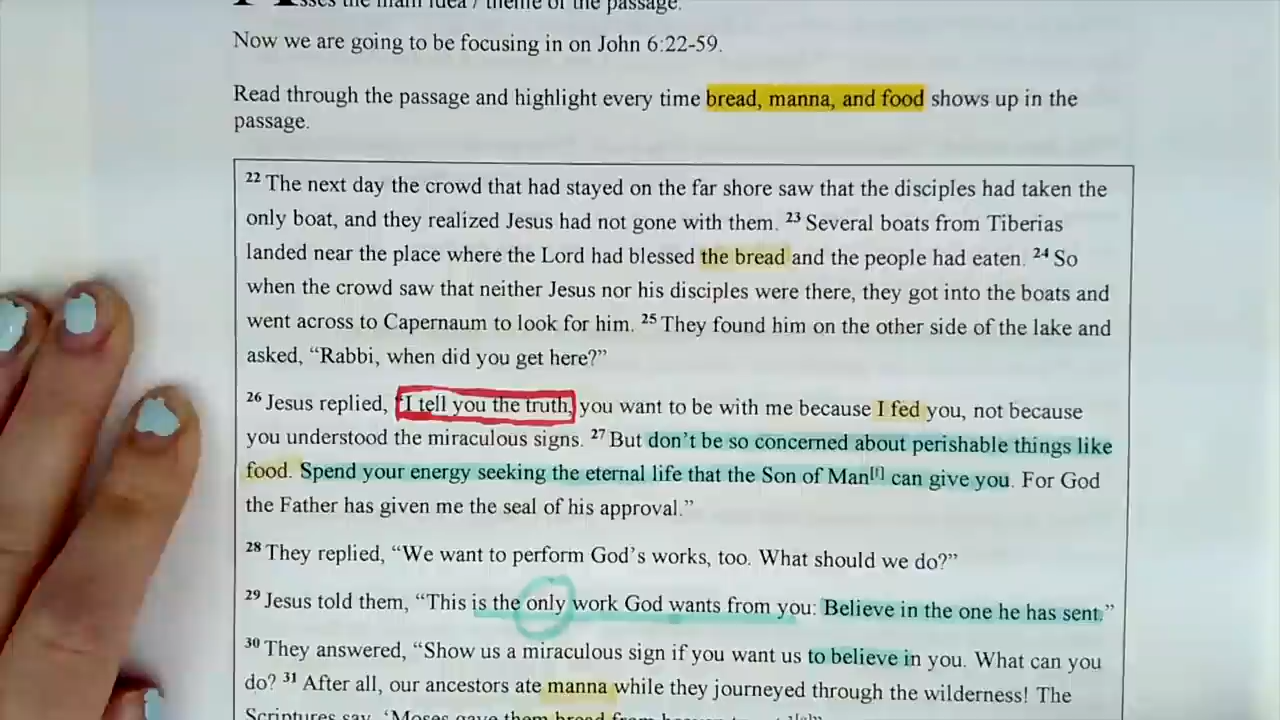 the main idea / theme of the passage.
Now we are going to be focusing in on John 6:22-59.
Read through the passage and highlight every time bread, manna, and food shows up in the
passage.
22 The next day the crowd that had stayed on the far shore saw that the disciples had taken the
only boat, and they realized Jesus had not gone with them. 23 Several boats from Tiberias
landed near the place where the Lord had blessed the bread and the people had eaten. 24 So
when the crowd saw that neither Jesus nor his disciples were there, they got into the boats and
went across to Capernaum to look for him. 25 They found him on the other side of the lake and
asked, “Rabbi, when did you get here?”
26 Jesus replied, “I tell you the truth, you want to be with me because I fed you, not because
you understood the miraculous signs. 27 But don’t be so concerned about perishable things like
food. Spend your energy seeking the eternal life that the Son of Man[f] can give you. For God
the Father has given me the seal of his approval.”
28 They replied, “We want to perform God’s works, too. What should we do?”
29 Jesus told them, “This is the only work God wants from you: Believe in the one he has sent.”
30 They answered, “Show us a miraculous sign if you want us to believe in you. What can you
do? 31 After all, our ancestors ate manna while they journeyed through the wilderness! The
Scriptures say, ‘Moses gave them bread from heaven to eat.’